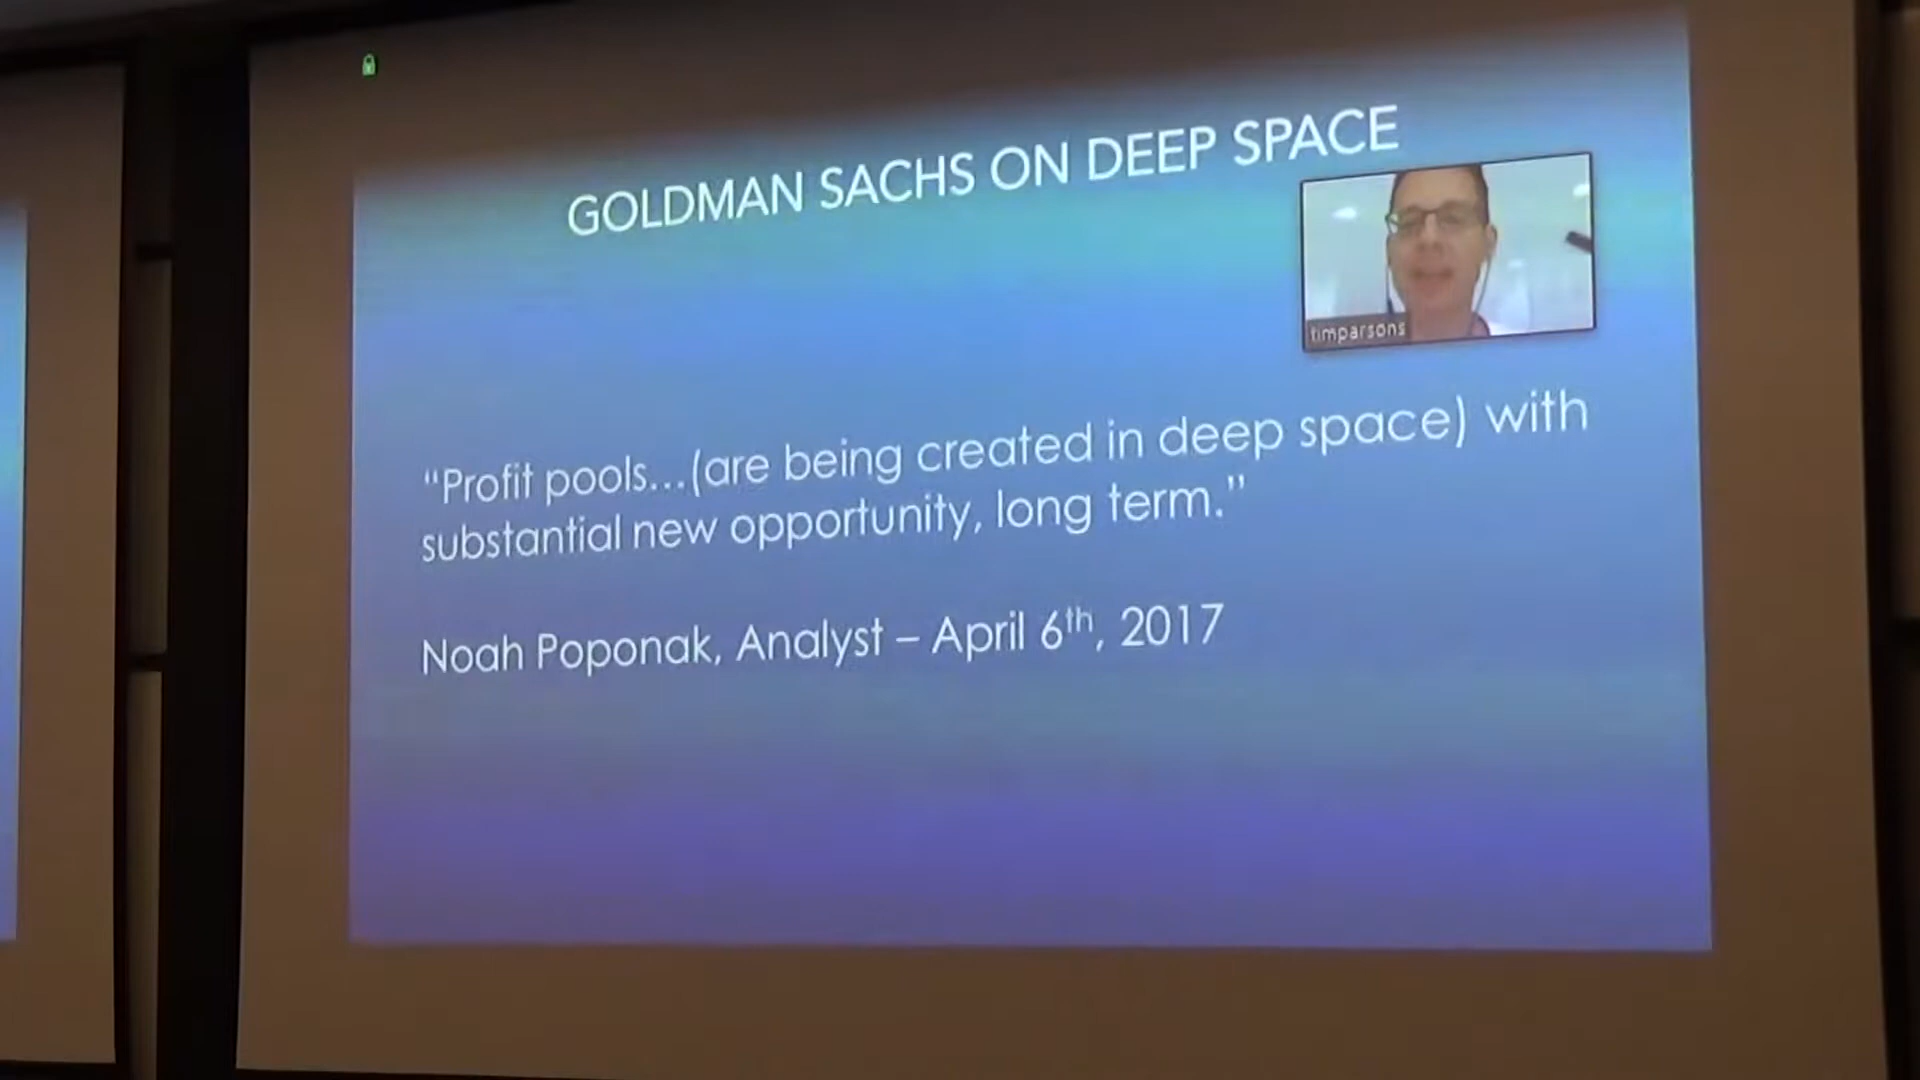 GOLDMAN SACHS ON DEEP SPACE
timparsons
“Profit pools...(are being created in deep space) with
substantial new opportunity, long term.”
Noah Poponak, Analyst – April 6th, 2017